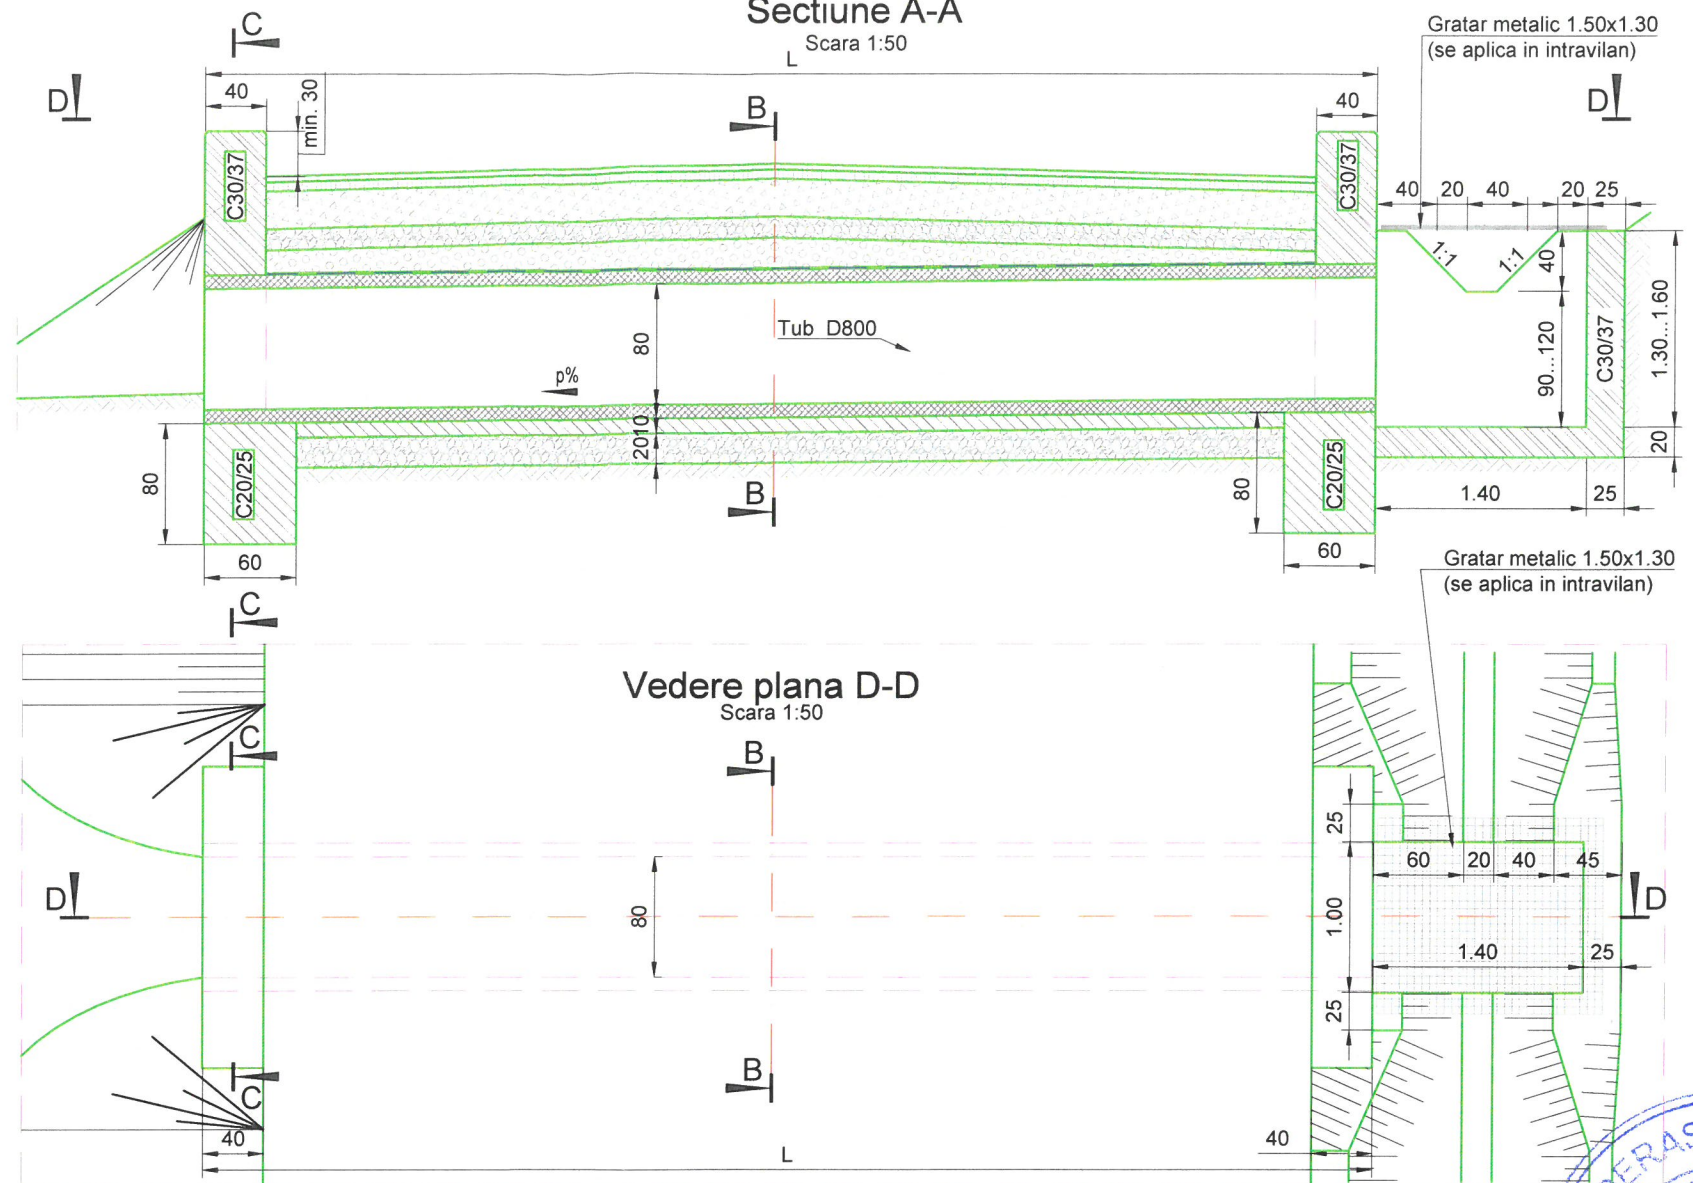 Sectiune A-A
Scara 1:50
L
C
D
40
min. 30
B
40
Gratar metalic 1.50x1.30
(se aplica in intravilan)
D
40 20 40 20 25
C30/37
C30/37
1:1
1:1
40
90...120
C30/37
1.30...1.60
20
Tub D800
80
p%
10
20
80
C20/25
60
B
80
C20/25
60
1.40
25
Gratar metalic 1.50x1.30
(se aplica in intravilan)
C
Vedere plana D-D
Scara 1:50
C
B
D
80
25
60 20 40 45
1.00
D
1.40 25
25
B
C
40
L
40